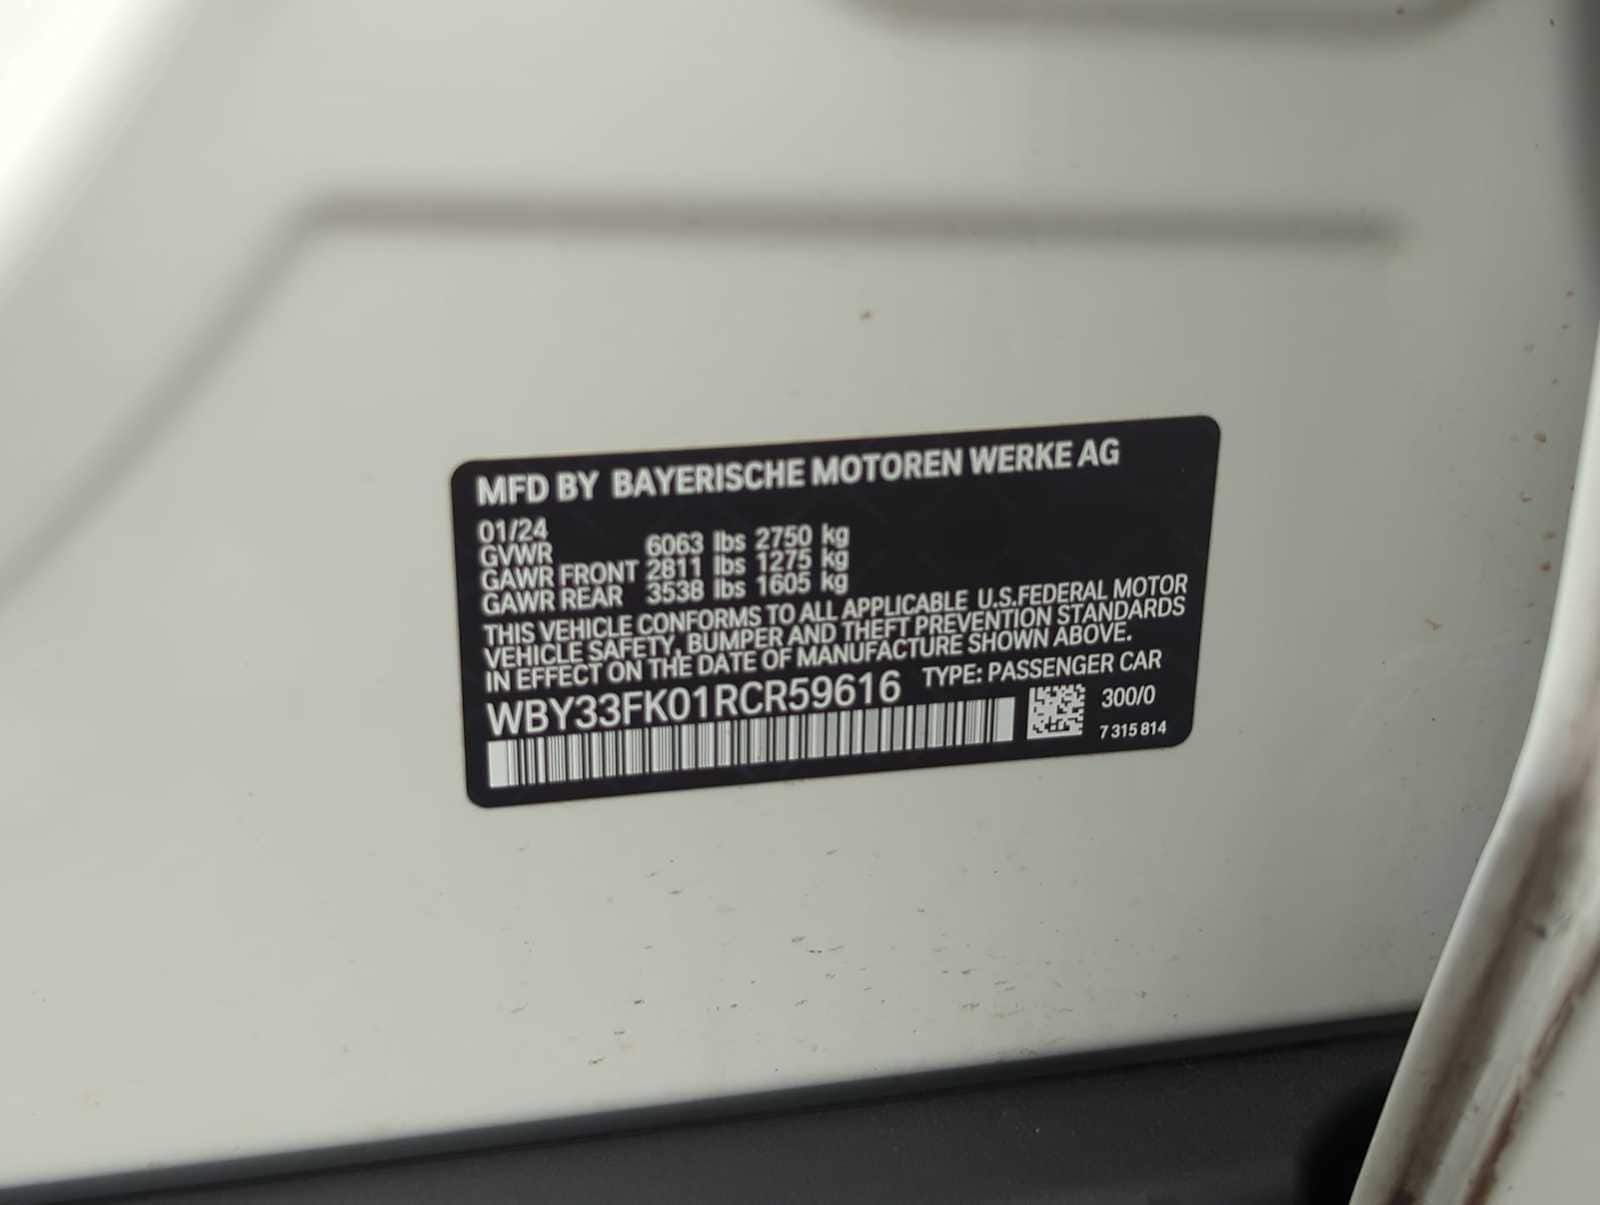 MFD BY BAYERISCHE MOTOREN WERKE AG
01/24
GVWR 6063 lbs 2750 kg
GAWR FRONT 2811 lbs 1275 kg
GAWR REAR 3538 lbs 1605 kg
THIS VEHICLE CONFORMS TO ALL APPLICABLE U.S.FEDERAL MOTOR
VEHICLE SAFETY, BUMPER AND THEFT PREVENTION STANDARDS
IN EFFECT ON THE DATE OF MANUFACTURE SHOWN ABOVE.
WBY33FK01RCR59616 TYPE: PASSENGER CAR
300/0
7 315 814